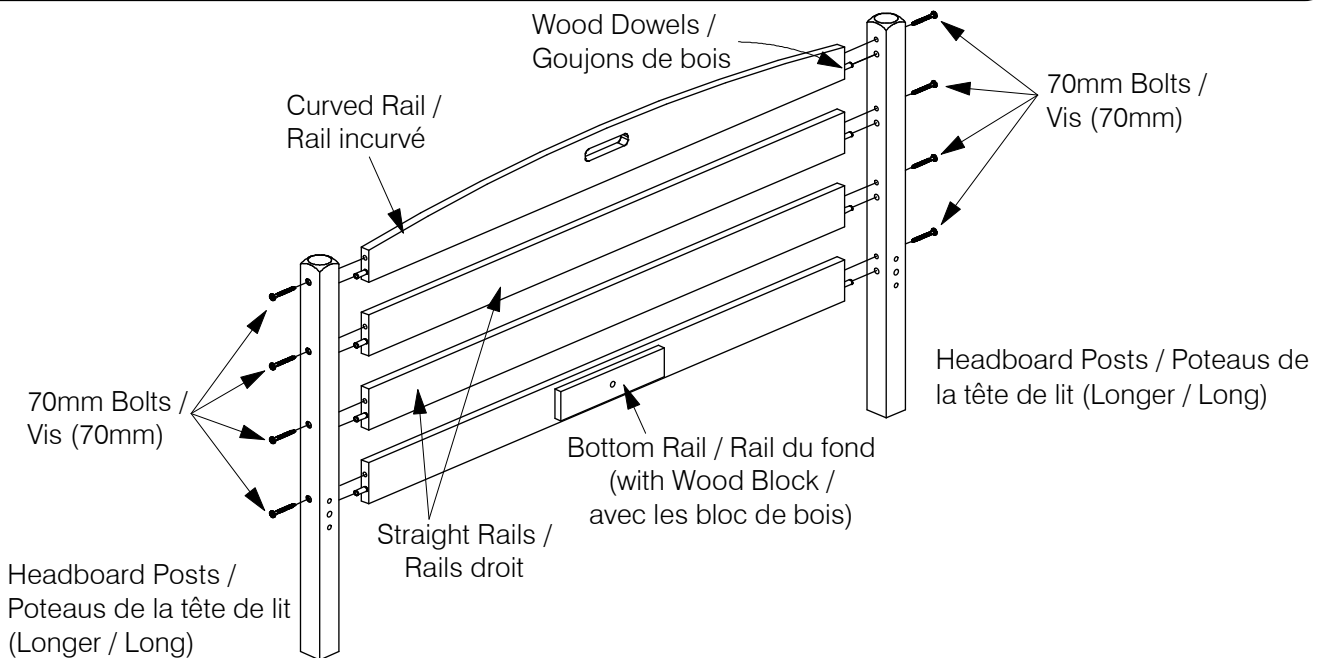 Wood Dowels /
Goujons de bois
Curved Rail /
Rail incurvé
70mm Bolts /
Vis (70mm)
Headboard Posts / Poteaus de
la tête de lit (Longer / Long)
70mm Bolts /
Vis (70mm)
Bottom Rail / Rail du fond
(with Wood Block /
avec les bloc de bois)
Straight Rails /
Rails droit
Headboard Posts /
Poteaus de la tête de lit
(Longer / Long)